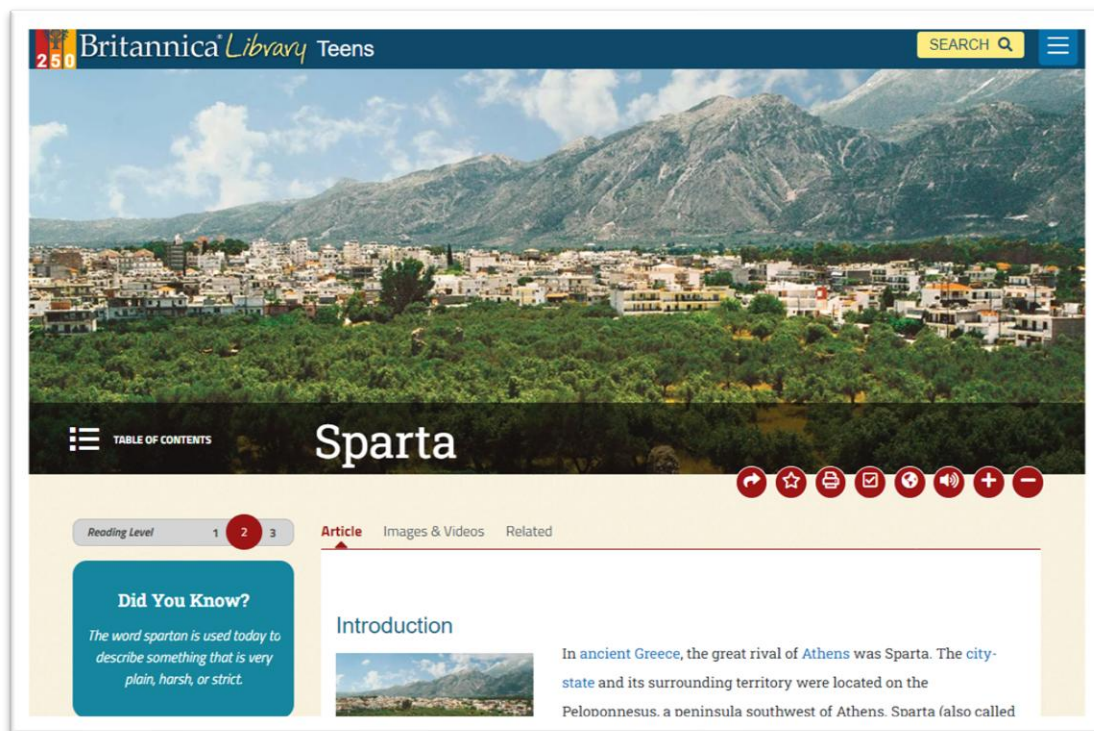 250 Britannica Library Teens
SEARCH
TABLE OF CONTENTS
Sparta
Reading Level 1 2 3
Article Images & Videos Related
Did You Know?
The word spartan is used today to
describe something that is very
plain, harsh, or strict.
Introduction
In ancient Greece, the great rival of Athens was Sparta. The city-
state and its surrounding territory were located on the
Peloponnesus, a peninsula southwest of Athens. Sparta (also called